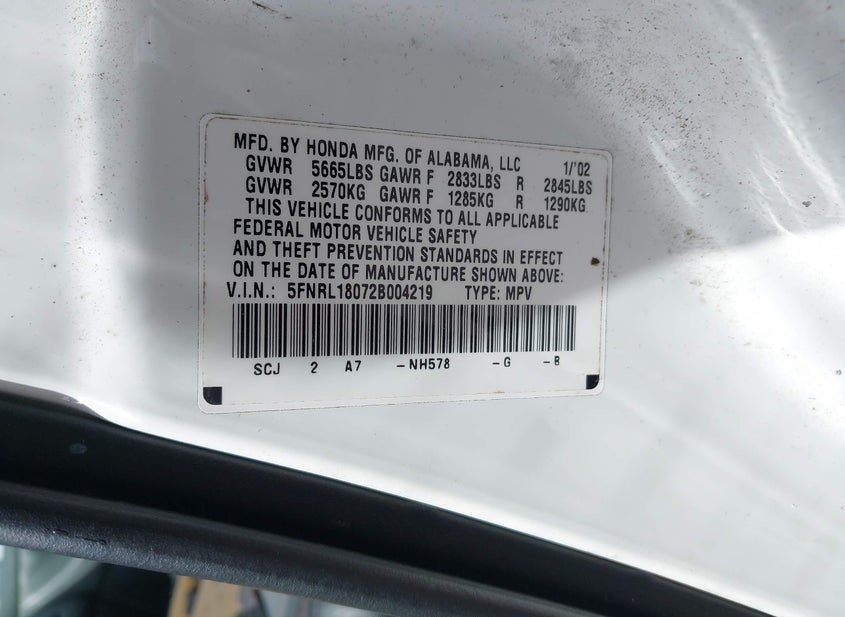 MFD. BY HONDA MFG. OF ALABAMA, LLC 1/'02
GVWR 5665LBS GAWR F 2833LBS R 2845LBS
GVWR 2570KG GAWR F 1285KG R 1290KG
THIS VEHICLE CONFORMS TO ALL APPLICABLE
FEDERAL MOTOR VEHICLE SAFETY
AND THEFT PREVENTION STANDARDS IN EFFECT
ON THE DATE OF MANUFACTURE SHOWN ABOVE:
V.I.N.: 5FNRL18072B004219 TYPE: MPV
SCJ 2 A7 -NH578 -G -B